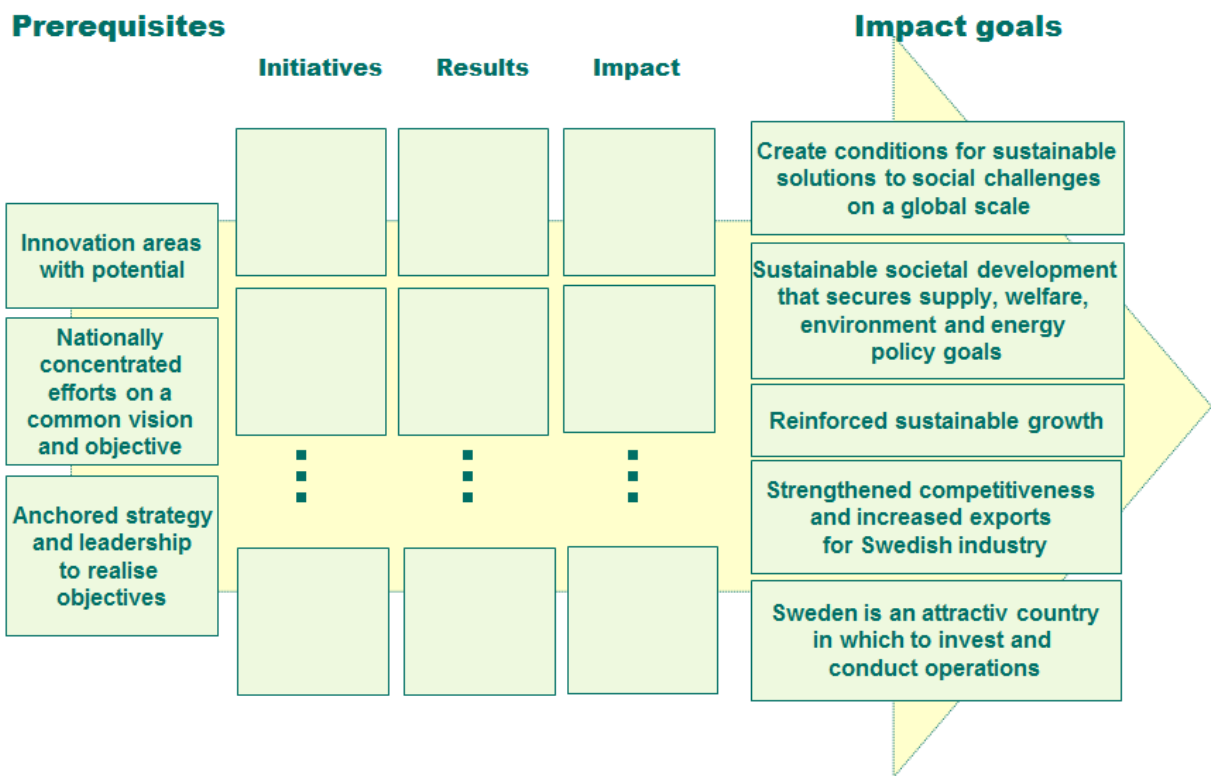 Prerequisites
Impact goals
Initiatives
Results
Impact
Innovation areas
with potential
Nationally
concentrated
efforts on a
common vision
and objective
Anchored strategy
and leadership
to realise
objectives
Create conditions for sustainable
solutions to social challenges
on a global scale
Sustainable societal development
that secures supply, welfare,
environment and energy
policy goals
Reinforced sustainable growth
Strengthened competitiveness
and increased exports
for Swedish industry
Sweden is an attractiv country
in which to invest and
conduct operations